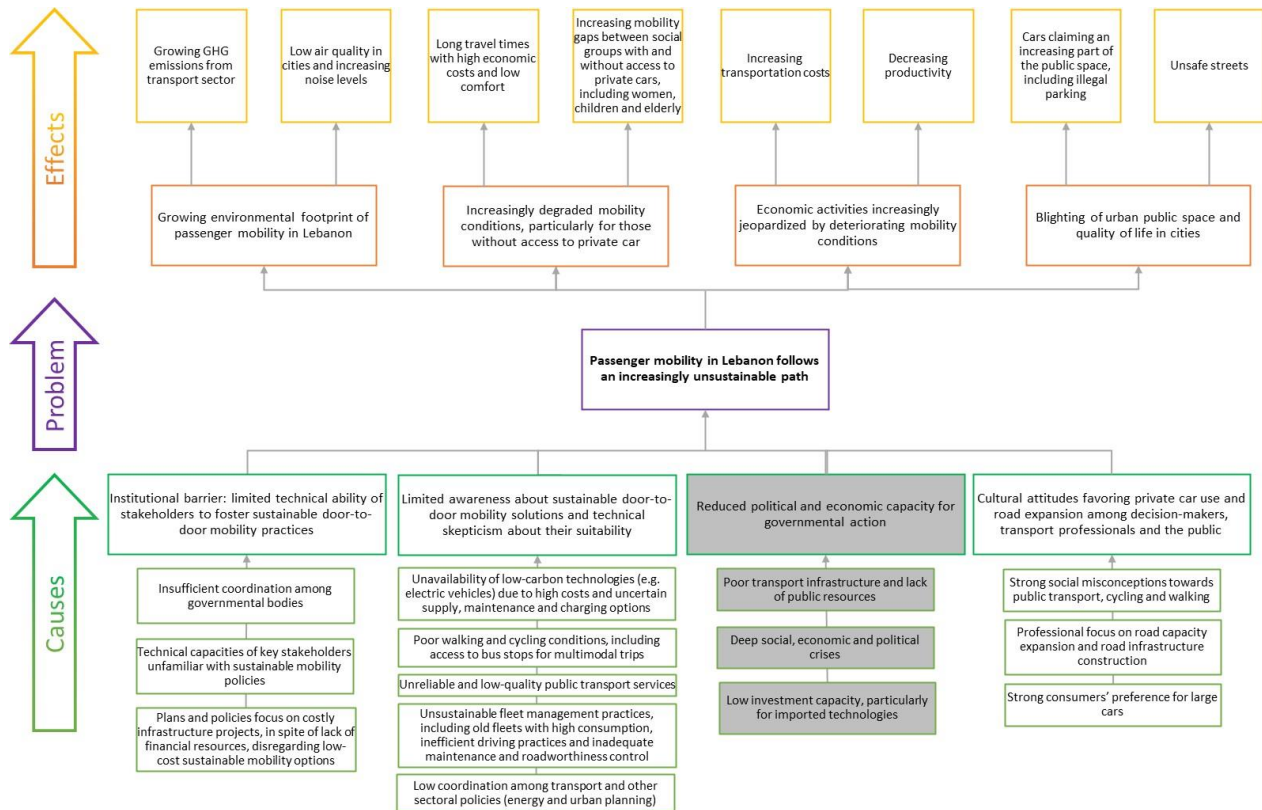 Effects
Growing GHG
emissions from
transport sector
Low air quality in
cities and increasing
noise levels
Long travel times
with high economic
costs and low
comfort
Increasing mobility
gaps between social
groups with and
without access to
private cars,
including women,
children and elderly
Increasing
transportation costs
Decreasing
productivity
Cars claiming an
increasing part of
the public space,
including illegal
parking
Unsafe streets
Growing environmental footprint of
passenger mobility in Lebanon
Increasingly degraded mobility
conditions, particularly for those
without access to private car
Economic activities increasingly
jeopardized by deteriorating mobility
conditions
Blighting of urban public space and
quality of life in cities
Problem
Passenger mobility in Lebanon follows
an increasingly unsustainable path
Causes
Institutional barrier: limited technical ability of
stakeholders to foster sustainable door-to-
door mobility practices
Limited awareness about sustainable door-to-
door mobility solutions and technical
skepticism about their suitability
Reduced political and economic capacity for
governmental action
Cultural attitudes favoring private car use and
road expansion among decision-makers,
transport professionals and the public
Insufficient coordination among
governmental bodies
Technical capacities of key stakeholders
unfamiliar with sustainable mobility
policies
Plans and policies focus on costly
infrastructure projects, in spite of lack of
financial resources, disregarding low-
cost sustainable mobility options
Unavailability of low-carbon technologies (e.g.
electric vehicles) due to high costs and uncertain
supply, maintenance and charging options
Poor walking and cycling conditions, including
access to bus stops for multimodal trips
Unreliable and low-quality public transport services
Unsustainable fleet management practices,
including old fleets with high consumption,
inefficient driving practices and inadequate
maintenance and roadworthiness control
Low coordination among transport and other
sectoral policies (energy and urban planning)
Poor transport infrastructure and lack
of public resources
Deep social, economic and political
crises
Low investment capacity, particularly
for imported technologies
Strong social misconceptions towards
public transport, cycling and walking
Professional focus on road capacity
expansion and road infrastructure
construction
Strong consumers' preference for large
cars